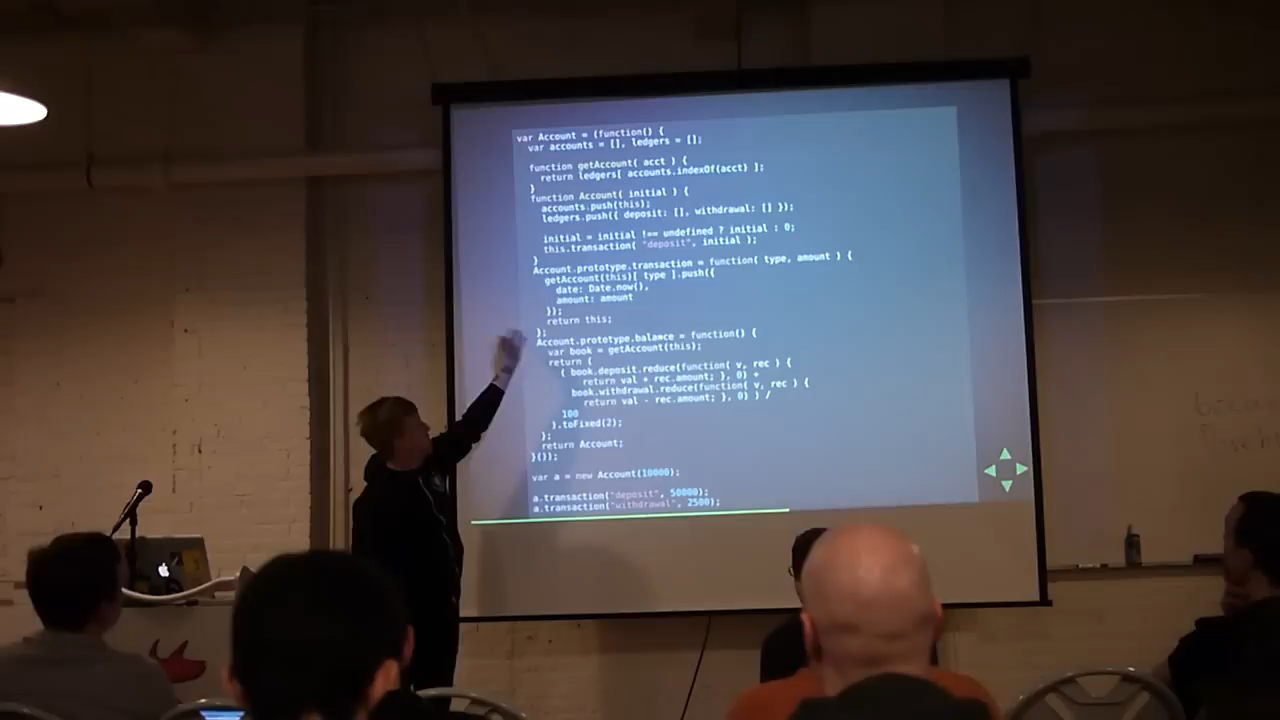 var Account = (function() {
  var accounts = [], ledgers = [];

  function getAccount( acct ) {
    return ledgers[ accounts.indexOf(acct) ];
  }
  function Account( initial ) {
    accounts.push(this);
    ledgers.push({ deposit: [], withdrawal: [] });

    initial = initial !== undefined ? initial : 0;
    this.transaction( "deposit", initial );
  }
  Account.prototype.transaction = function( type, amount ) {
    getAccount(this)[ type ].push({
      date: Date.now(),
      amount: amount
    });
    return this;
  };
  Account.prototype.balance = function() {
    var book = getAccount(this);
    return (
      ( book.deposit.reduce(function( v, rec ) {
          return val + rec.amount; }, 0) +
        book.withdrawal.reduce(function( v, rec ) {
          return val - rec.amount; }, 0) ) /
      100
    ).toFixed(2);
  };
  return Account;
}());

var a = new Account(10000);

a.transaction("deposit", 50000);
a.transaction("withdrawal", 2500);